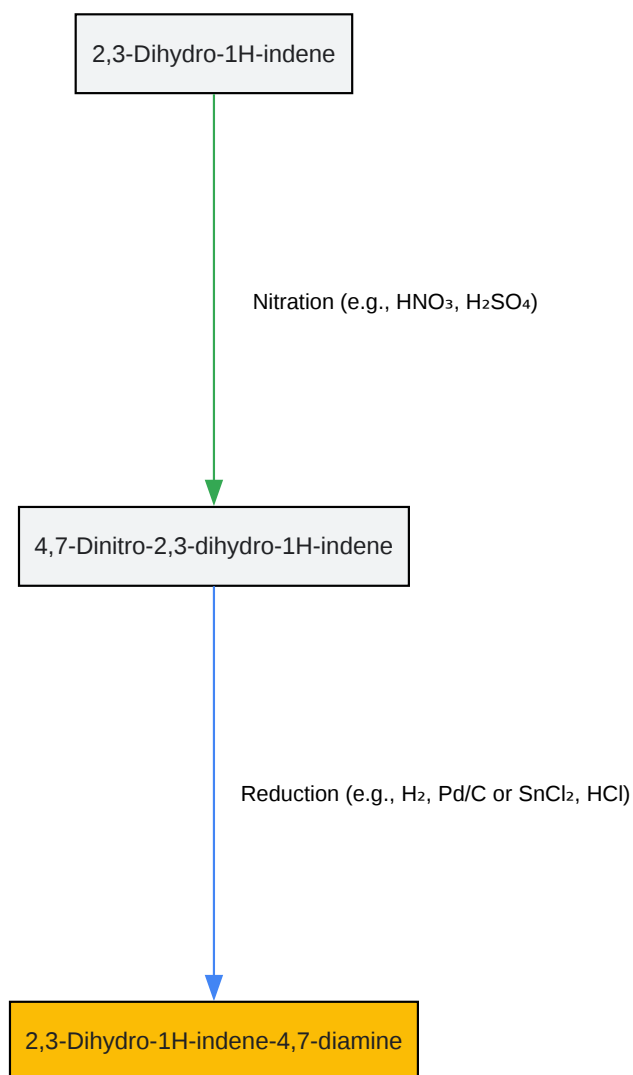 2,3-Dihydro-1H-indene
Nitration (e.g., HNO₃, H₂SO₄)
4,7-Dinitro-2,3-dihydro-1H-indene
Reduction (e.g., H₂, Pd/C or SnCl₂, HCl)
2,3-Dihydro-1H-indene-4,7-diamine